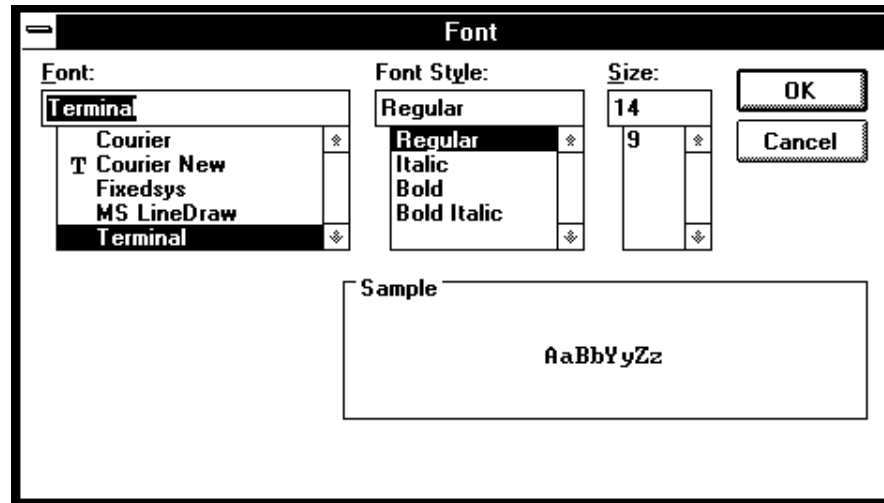 Font
Font:
Font Style:
Size:
Terminal
Regular
14
OK
Cancel
Courier
T Courier New
Fixedsys
MS LineDraw
Terminal
Regular
Italic
Bold
Bold Italic
9
Sample
AaBbYyZz